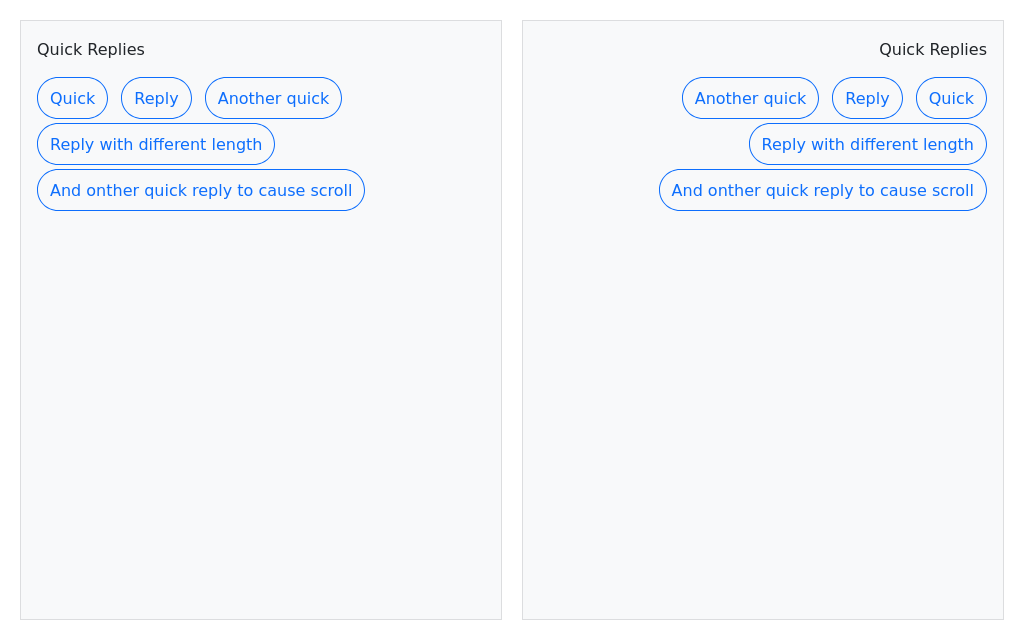 Quick Replies
Quick Reply Another quick
Reply with different length
And onther quick reply to cause scroll
Quick Replies
Another quick Reply Quick
Reply with different length
And onther quick reply to cause scroll